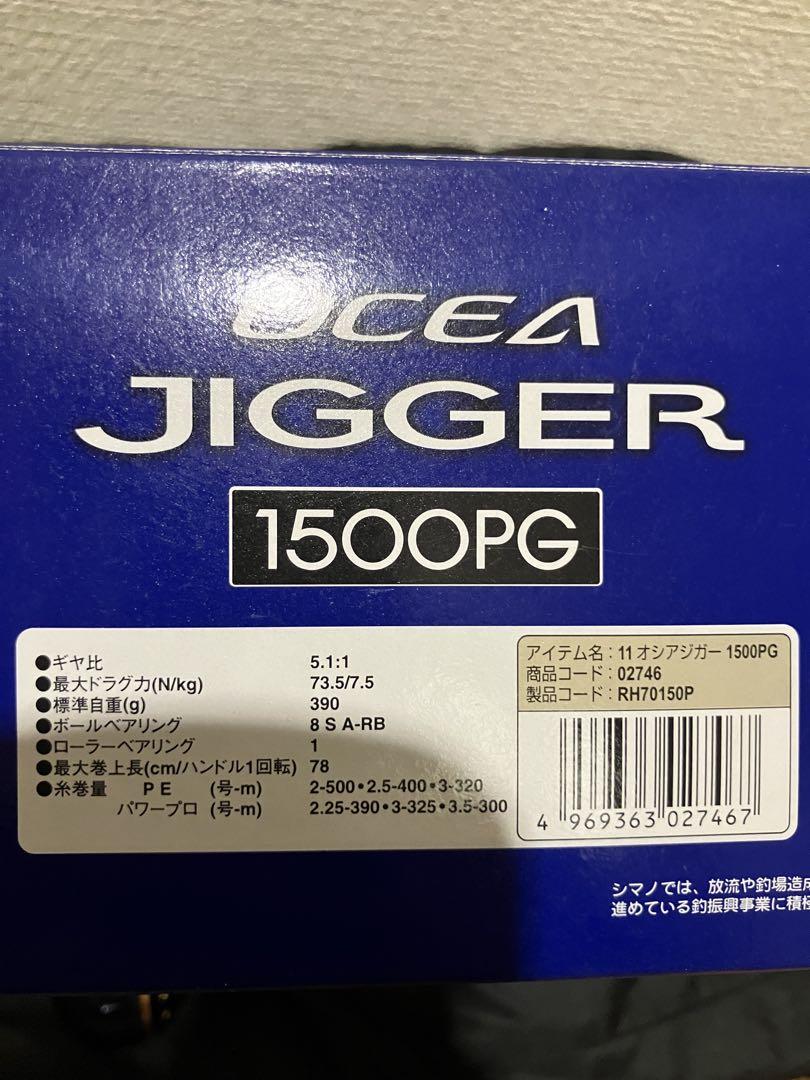 OCEA
JIGGER
1500PG
●ギヤ比 5.1:1
●最大ドラグ力(N/kg) 73.5/7.5
●標準自重(g) 390
●ボールベアリング 8 S A-RB
●ローラーベアリング 1
●最大巻上長(cm/ハンドル1回転) 78
●糸巻量 PE (号-m) 2-500•2.5-400•3-320
パワープロ (号-m) 2.25-390•3-325•3.5-300
アイテム名：11 オシアジガー 1500PG
商品コード：02746
製品コード：RH70150P
4 969363 027467
シマノでは、放流や釣場造成
進めている釣振興事業に積極